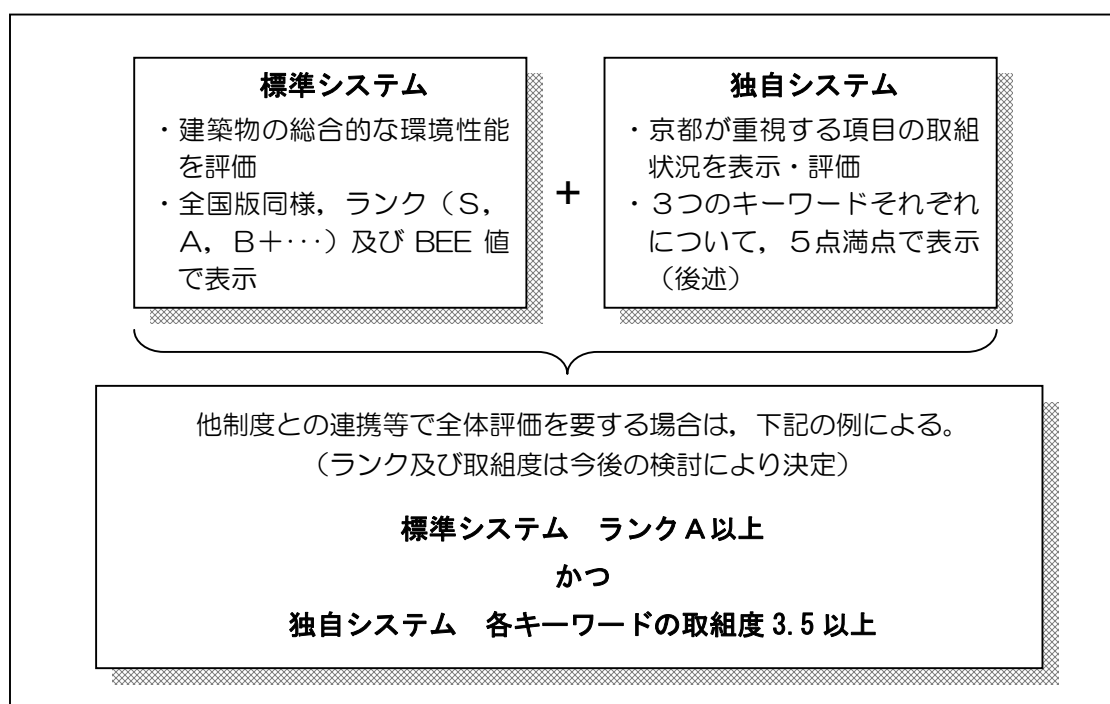 標準システム
・建築物の総合的な環境性能
を評価
・全国版同様,ランク(S,
A,B+･･･)及び BEE 値
で表示
+
独自システム
・京都が重視する項目の取組
状況を表示・評価
・3つのキーワードそれぞれ
について,5点満点で表示
(後述)
他制度との連携等で全体評価を要する場合は,下記の例による。
(ランク及び取組度は今後の検討により決定)
標準システム ランクA以上
かつ
独自システム 各キーワードの取組度 3.5 以上